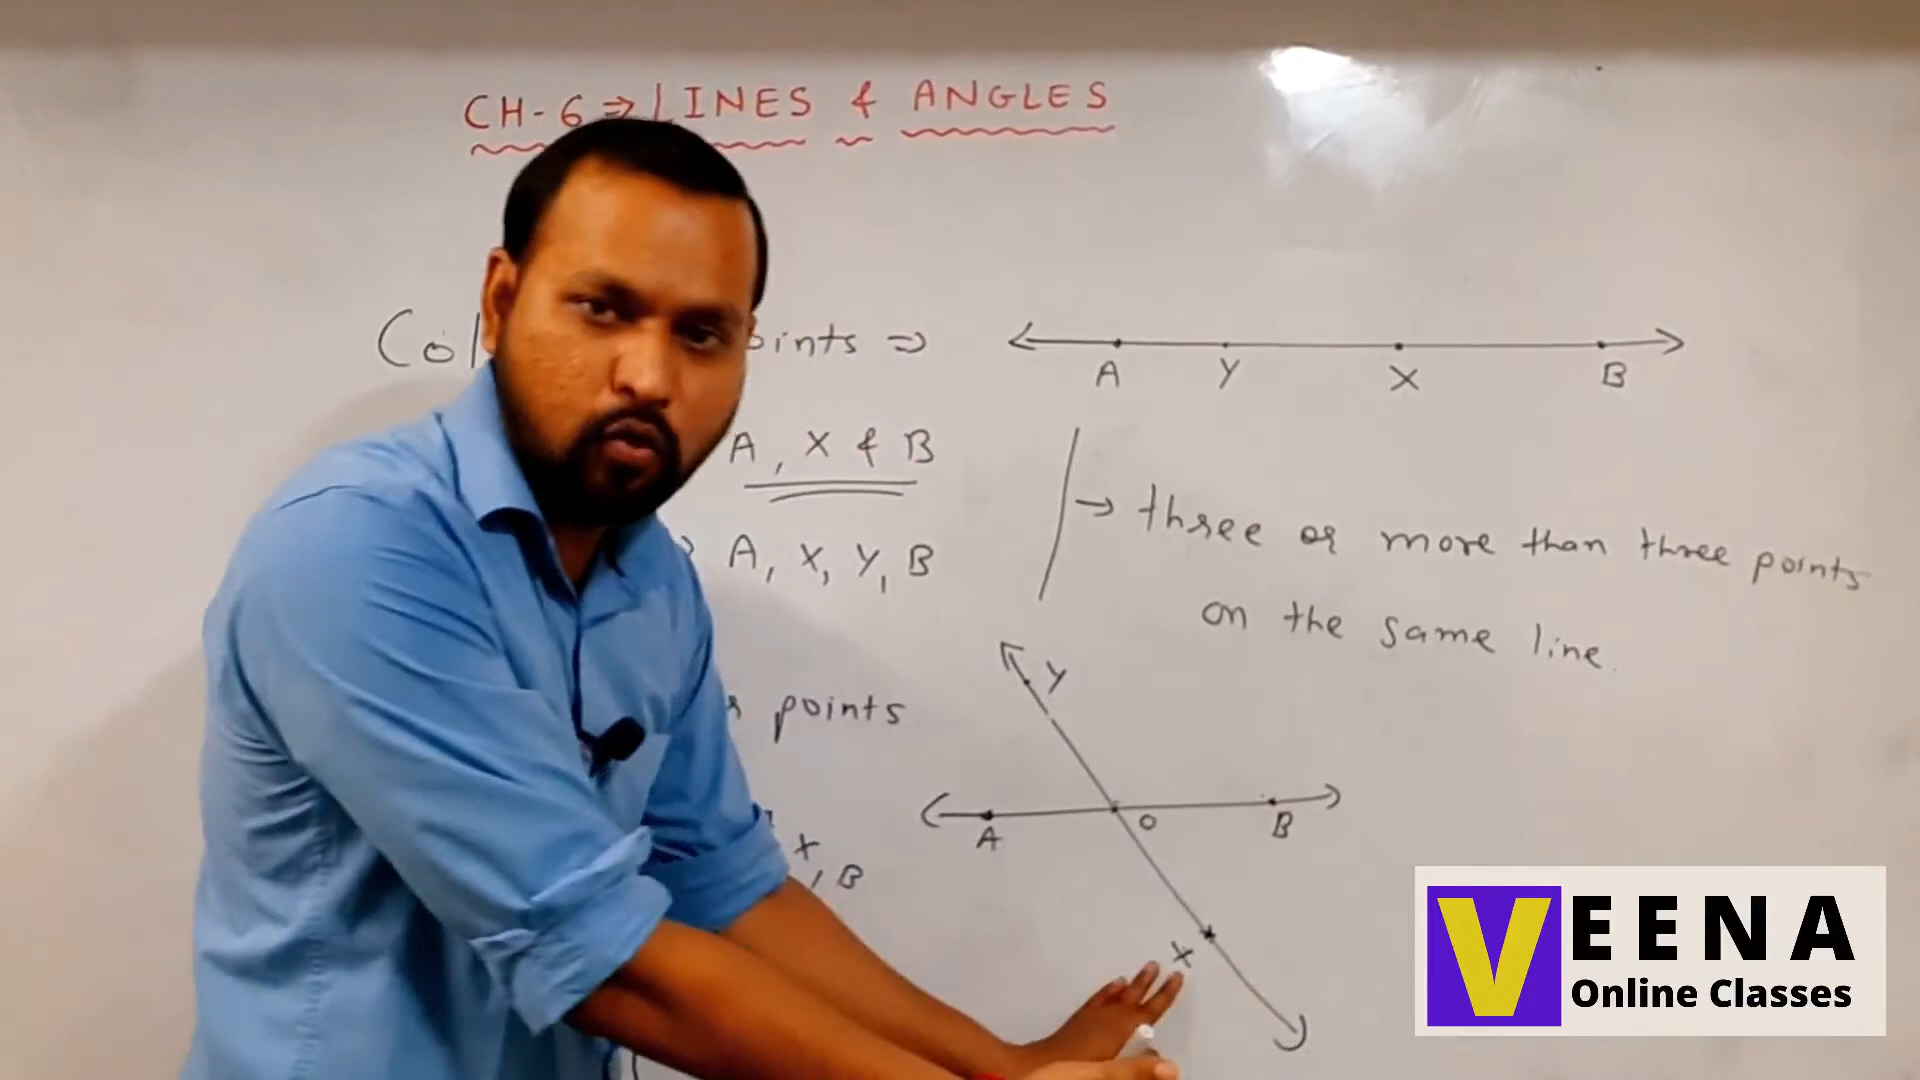 CH-6 ⇒ LINES & ANGLES
Col
oints ⇒
A Y X B
A, X & B
→ three or more than three points
A, X, Y, B
on the same line.
Y
points
A O B
X
, B
X
VEENA
Online Classes